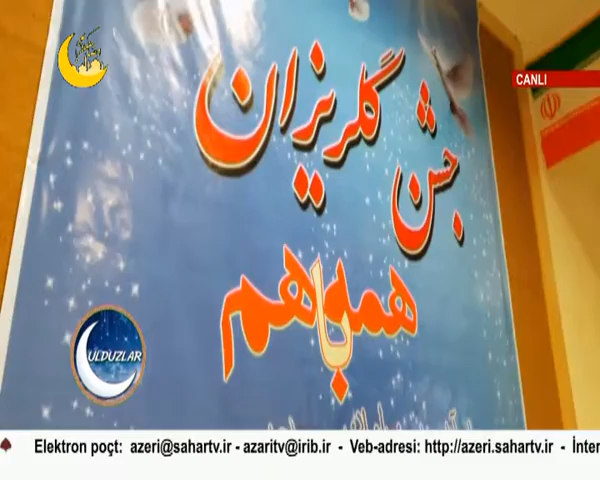 CANLI
جشن گلریزان
همه با هم
ULDUZLAR
Elektron poçt: azeri@sahartv.ir - azaritv@irib.ir - Veb-adresi: http://azeri.sahartv.ir - İnter